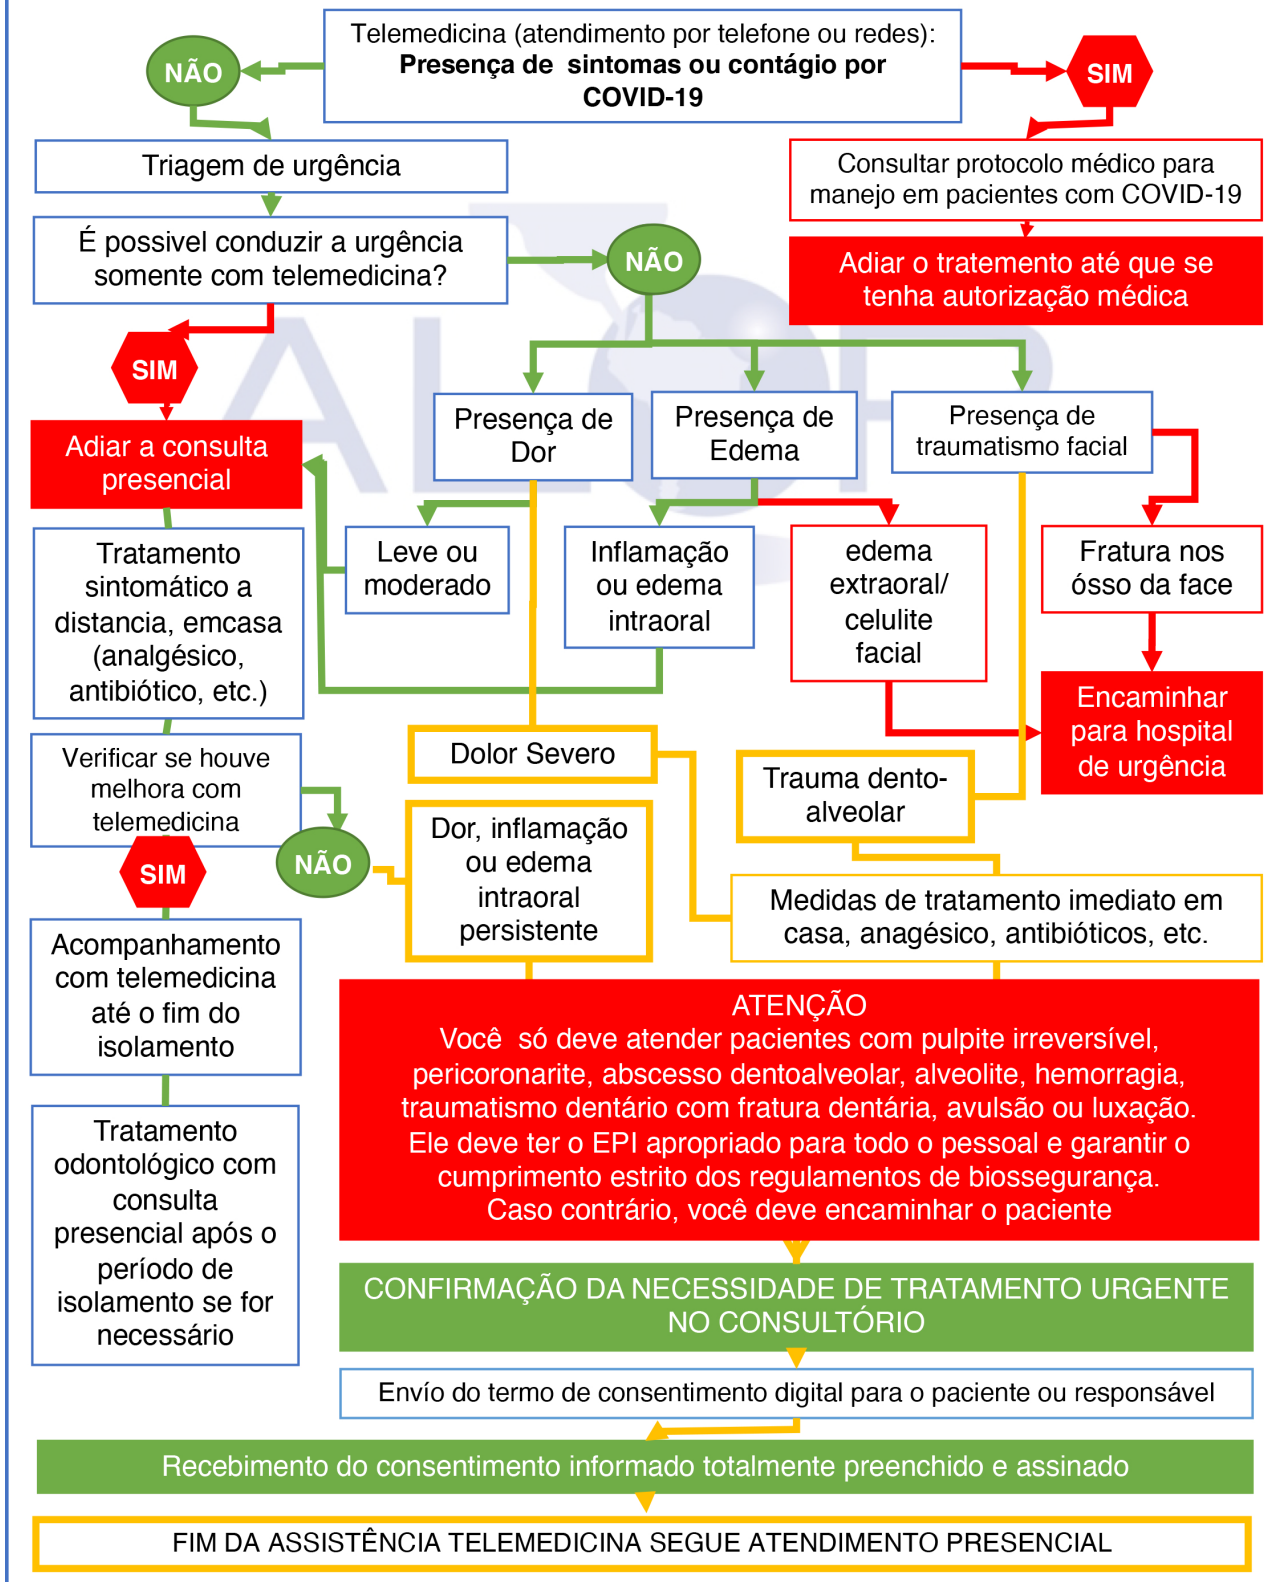 Telemedicina (atendimento por telefone ou redes):
Presença de sintomas ou contágio por
COVID-19
NÃO
SIM
Triagem de urgência
Consultar protocolo médico para
manejo em pacientes com COVID-19
É possivel conduzir a urgência
somente com telemedicina?
NÃO
Adiar o tratemento até que se
tenha autorização médica
SIM
ALOP
Adiar a consulta
presencial
Presença de
Dor
Presença de
Edema
Presença de
traumatismo facial
Tratamento
sintomático a
distancia, emcasa
(analgésico,
antibiótico, etc.)
Leve ou
moderado
Inflamação
ou edema
intraoral
edema
extraoral/
celulite
facial
Fratura nos
ósso da face
Encaminhar
para hospital
de urgência
Verificar se houve
melhora com
telemedicina
Dolor Severo
Trauma dento-
alveolar
SIM
NÃO
Dor, inflamação
ou edema
intraoral
persistente
Medidas de tratamento imediato em
casa, anagésico, antibióticos, etc.
Acompanhamento
com telemedicina
até o fim do
isolamento
Tratamento
odontológico com
consulta
presencial após o
período de
isolamento se for
necessário
ATENÇÃO
Você só deve atender pacientes com pulpite irreversível,
pericoronarite, abscesso dentoalveolar, alveolite, hemorragia,
traumatismo dentário com fratura dentária, avulsão ou luxação.
Ele deve ter o EPI apropriado para todo o pessoal e garantir o
cumprimento estrito dos regulamentos de biossegurança.
Caso contrário, você deve encaminhar o paciente
CONFIRMAÇÃO DA NECESSIDADE DE TRATAMENTO URGENTE
NO CONSULTÓRIO
Envío do termo de consentimento digital para o paciente ou responsável
Recebimento do consentimento informado totalmente preenchido e assinado
FIM DA ASSISTÊNCIA TELEMEDICINA SEGUE ATENDIMENTO PRESENCIAL